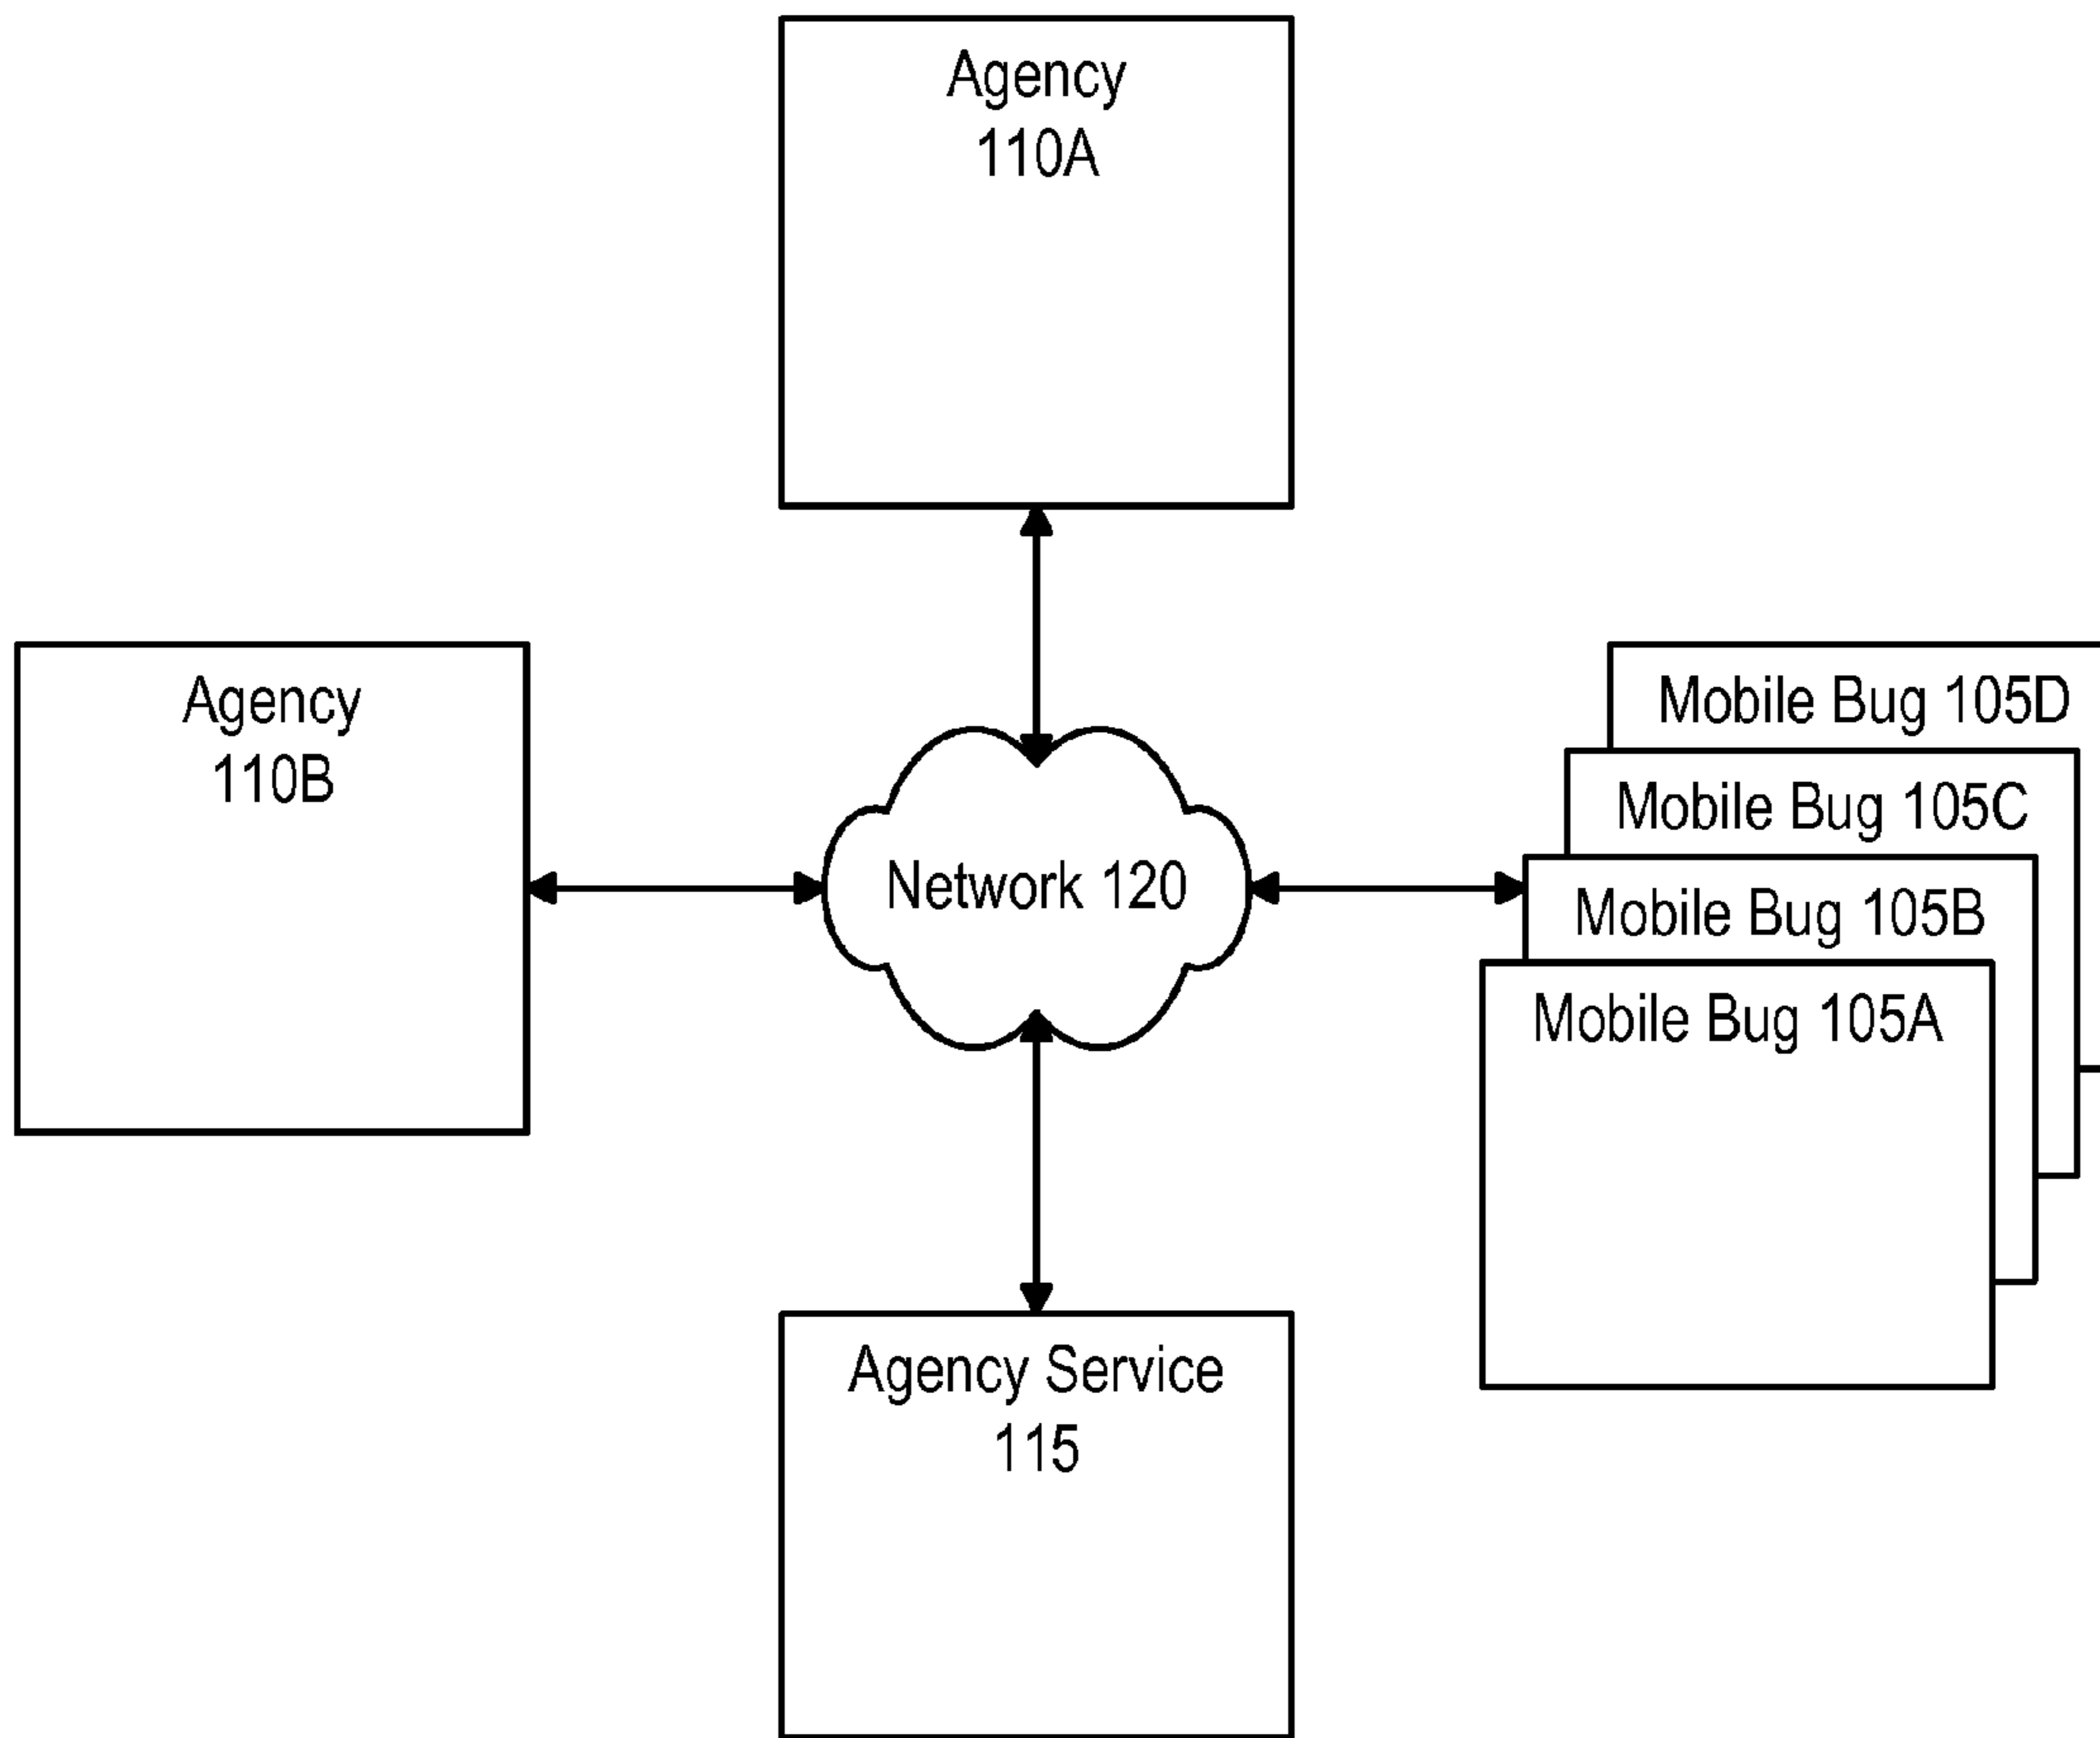 Agency
110A
Agency
110B
Network 120
Mobile Bug 105D
Mobile Bug 105C
Mobile Bug 105B
Mobile Bug 105A
Agency Service
115